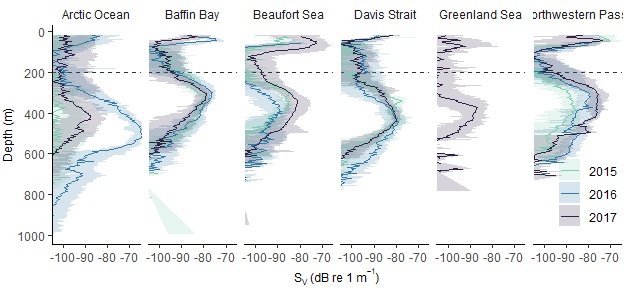 Arctic Ocean Baffin Bay Beaufort Sea Davis Strait Greenland Sea orthwestern Pass
0
200
400
600
800
1000
Depth (m)
2015
2016
2017
-100 -90 -80 -70 -100 -90 -80 -70 -100 -90 -80 -70 -100 -90 -80 -70 -100 -90 -80 -70 -100 -90 -80 -70
Sᵥ (dB re 1 m⁻¹)